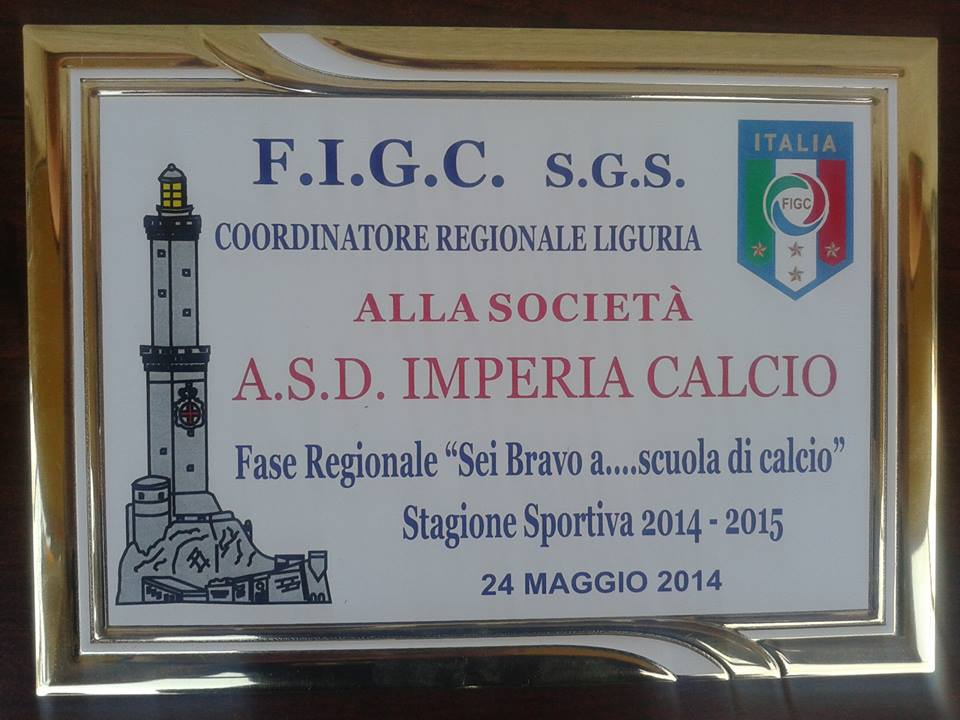 F.I.G.C. S.G.S.
ITALIA
FIGC
COORDINATORE REGIONALE LIGURIA
ALLA SOCIETÀ
A.S.D. IMPERIA CALCIO
Fase Regionale “Sei Bravo a....scuola di calcio”
Stagione Sportiva 2014 - 2015
24 MAGGIO 2014